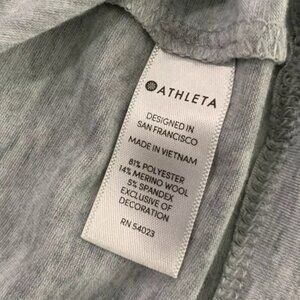 ATHLETA
DESIGNED IN
SAN FRANCISCO
MADE IN VIETNAM
81% POLYESTER
14% MERINO WOOL
5% SPANDEX
EXCLUSIVE OF
DECORATION
RN 54023